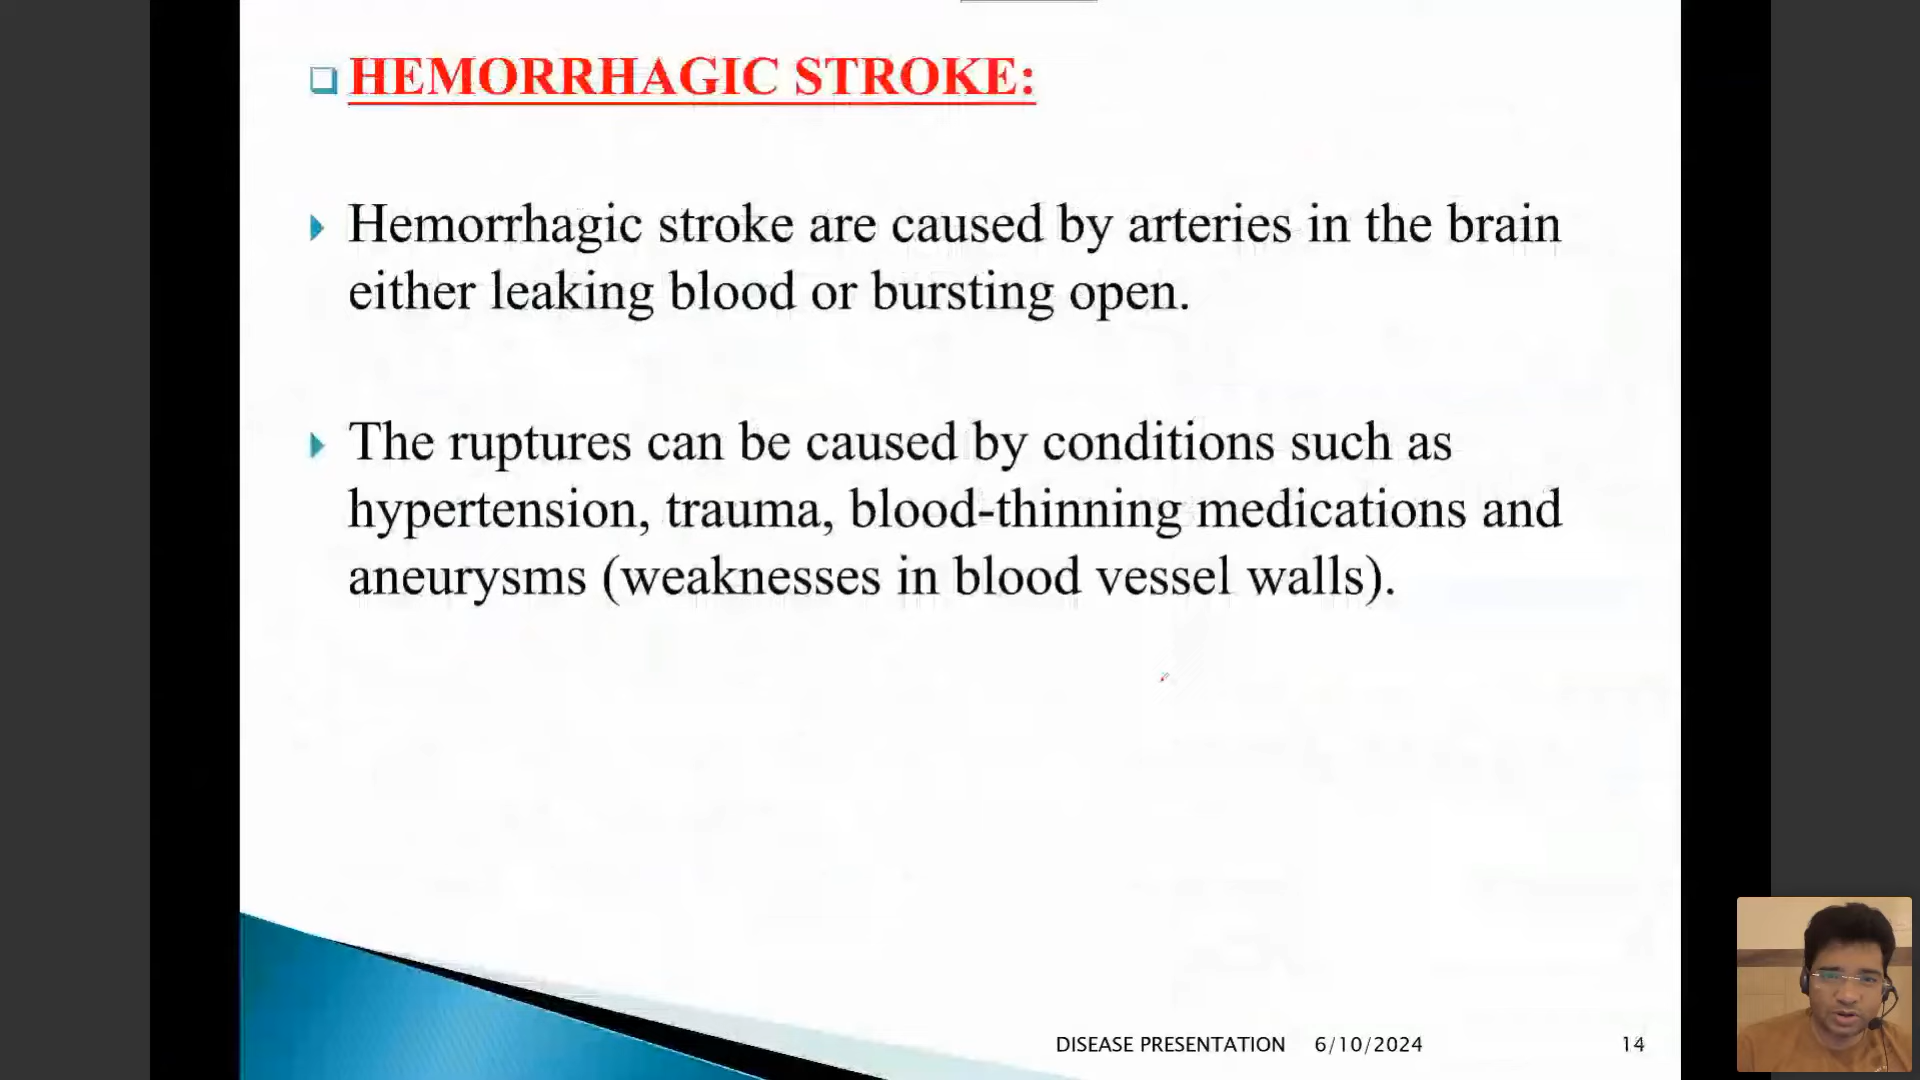 HEMORRHAGIC STROKE:
Hemorrhagic stroke are caused by arteries in the brain
either leaking blood or bursting open.
The ruptures can be caused by conditions such as
hypertension, trauma, blood-thinning medications and
aneurysms (weaknesses in blood vessel walls).
DISEASE PRESENTATION 6/10/2024 14